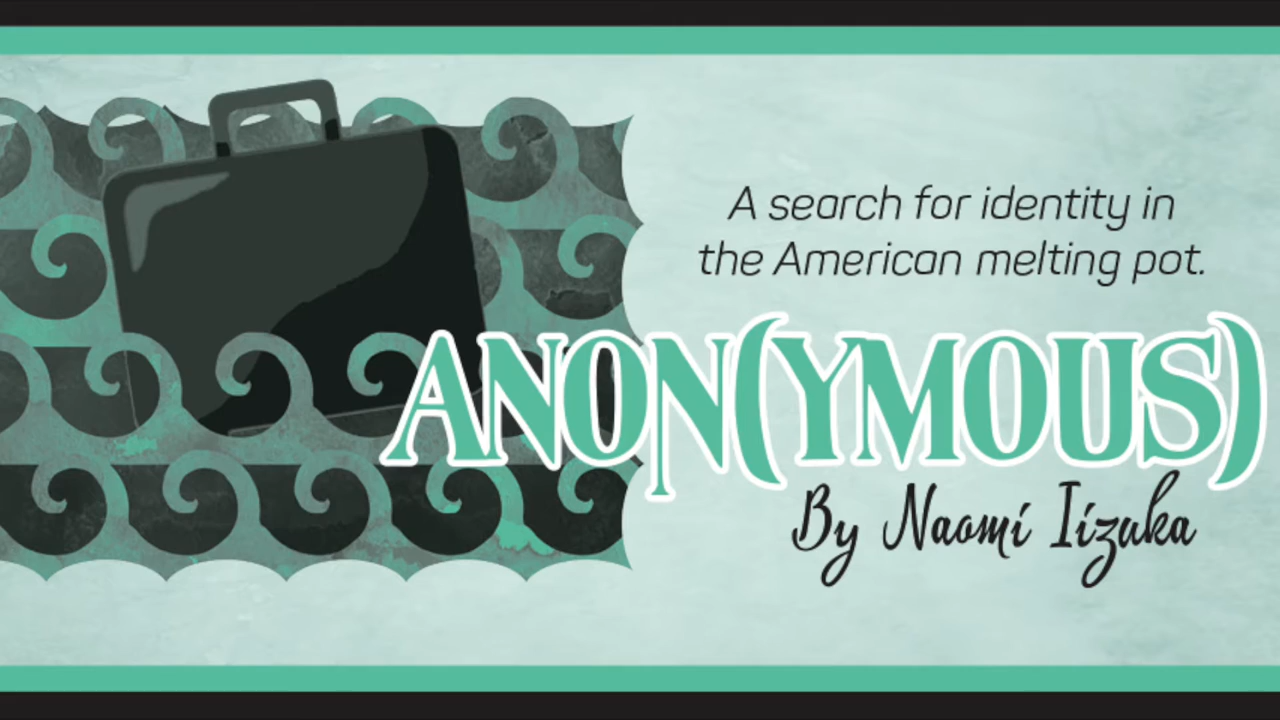 A search for identity in
the American melting pot.
ANON(YMOUS)
By Naomi Iizuka